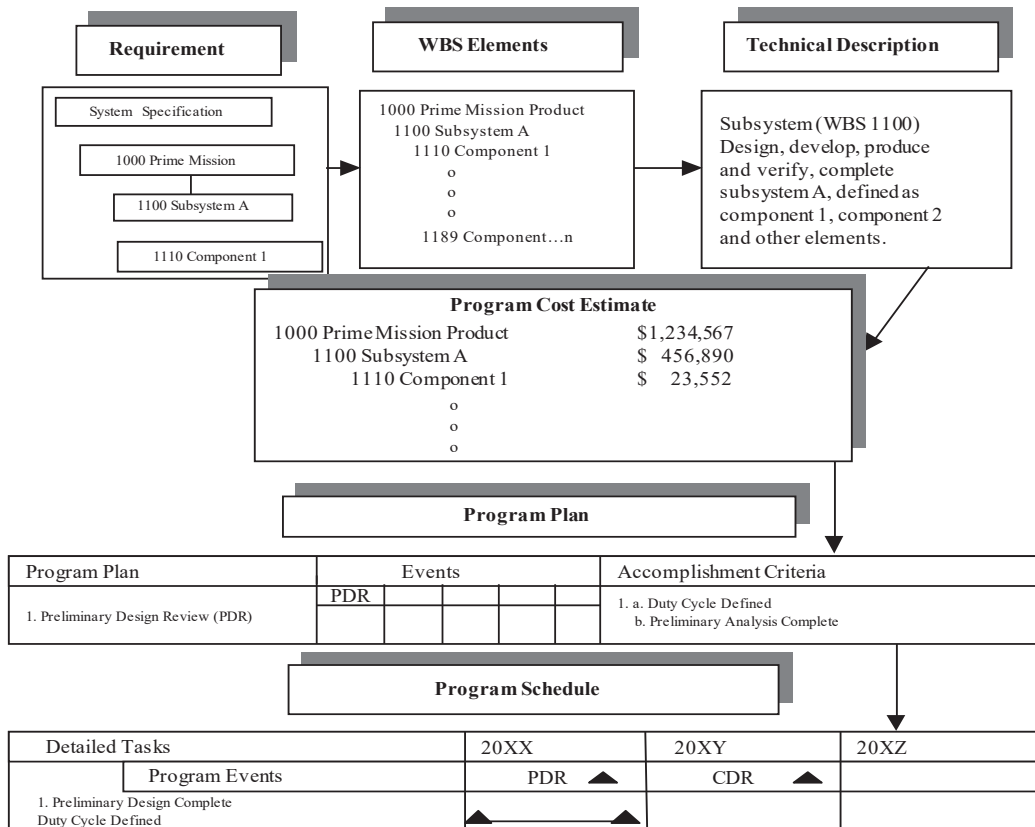 Requirement
WBS Elements
Technical Description
System Specification
1000 Prime Mission
1100 Subsystem A
1110 Component 1
1000 Prime Mission Product
1100 Subsystem A
1110 Component 1
o
o
o
1189 Component…n
Subsystem (WBS 1100)
Design, develop, produce
and verify, complete
subsystem A, defined as
component 1, component 2
and other elements.
Program Cost Estimate
1000 Prime Mission Product $1,234,567
1100 Subsystem A $ 456,890
1110 Component 1 $ 23,552
o
o
o
Program Plan
Program Plan Events Accomplishment Criteria
PDR
1. Preliminary Design Review (PDR)
1. a. Duty Cycle Defined
b. Preliminary Analysis Complete
Program Schedule
Detailed Tasks 20XX 20XY 20XZ
Program Events PDR CDR
1. Preliminary Design Complete
Duty Cycle Defined